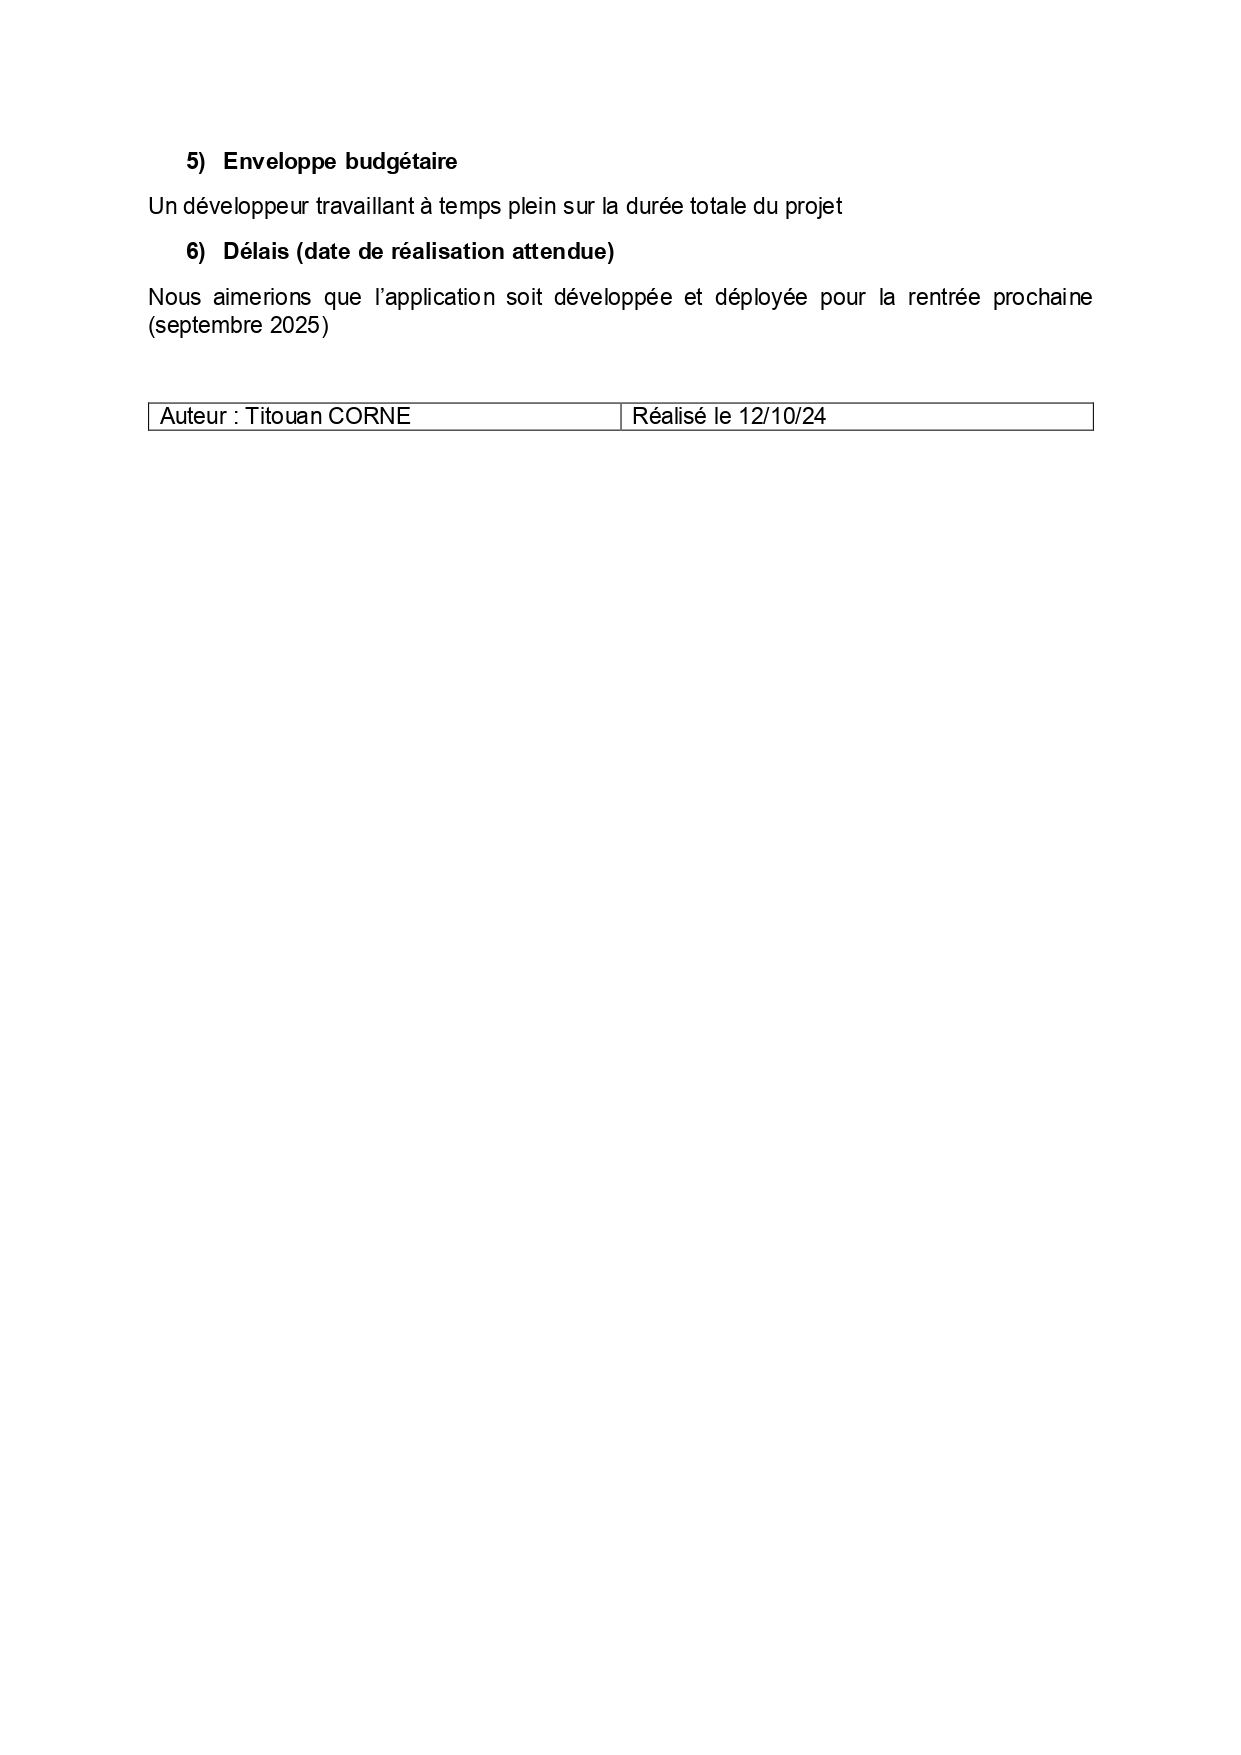 5) Enveloppe budgétaire
Un développeur travaillant à temps plein sur la durée totale du projet
6) Délais (date de réalisation attendue)
Nous aimerions que l’application soit développée et déployée pour la rentrée prochaine
(septembre 2025)
Auteur : Titouan CORNE Réalisé le 12/10/24